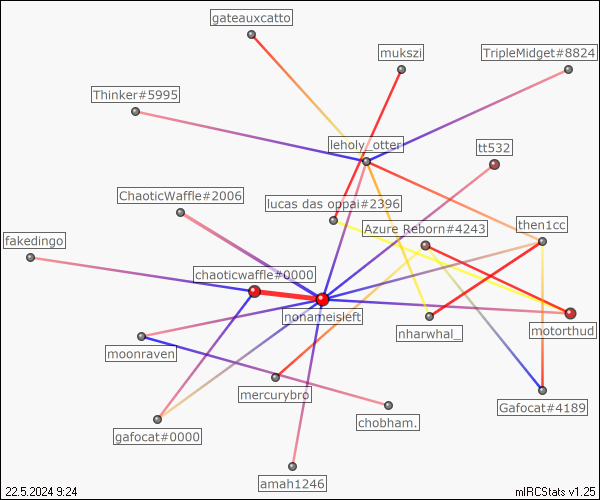 gateauxcatto
mukszi
TripleMidget#8824
Thinker#5995
leholy_otter
tt532
ChaoticWaffle#2006
lucas das oppai#2396
Azure Reborn#4243
then1cc
fakedingo
chaoticwaffle#0000
nonameisleft
nharwhal_
motorthud
moonraven
mercurybro
Gafocat#4189
chobham.
gafocat#0000
amah1246
22.5.2024 9:24
mIRCStats v1.25